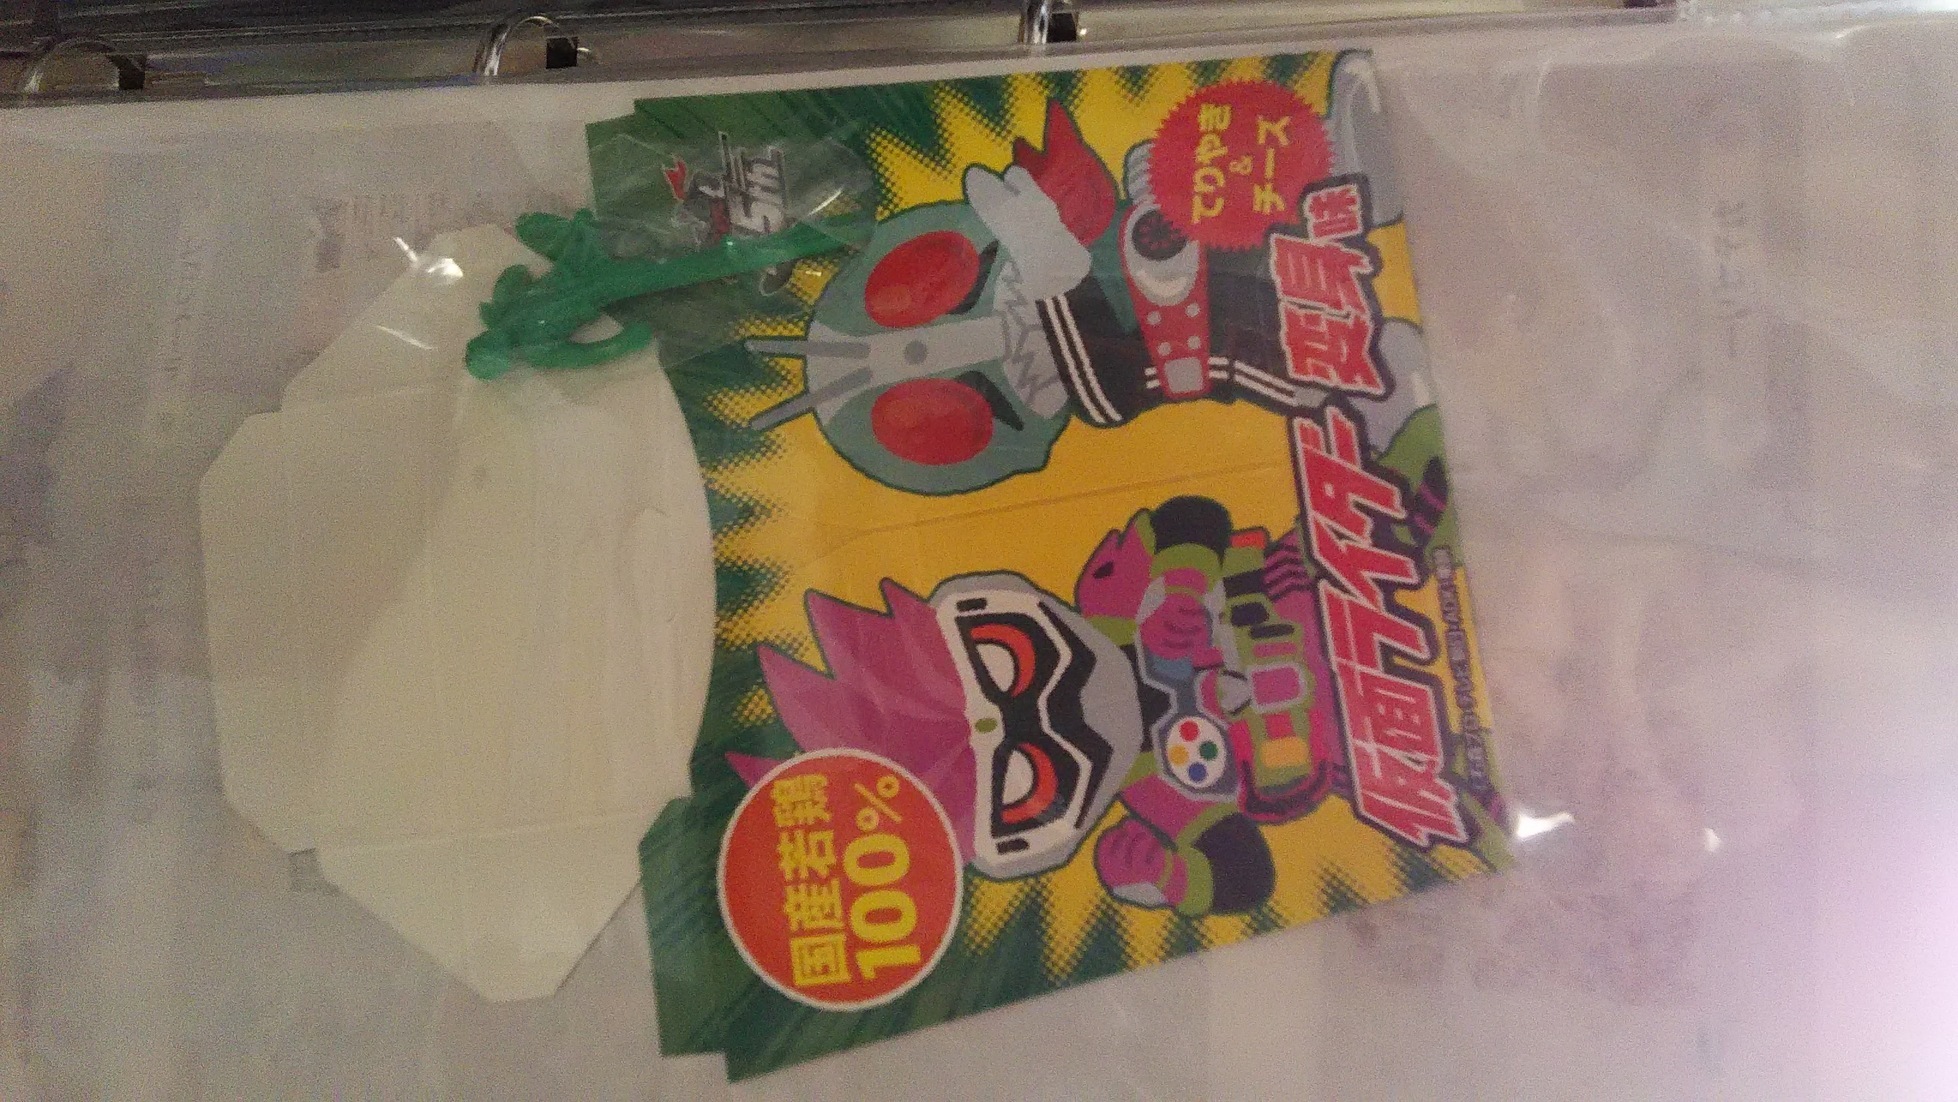 てりやき
&
チース
仮面ライダー変身味
国産若鶏
100%